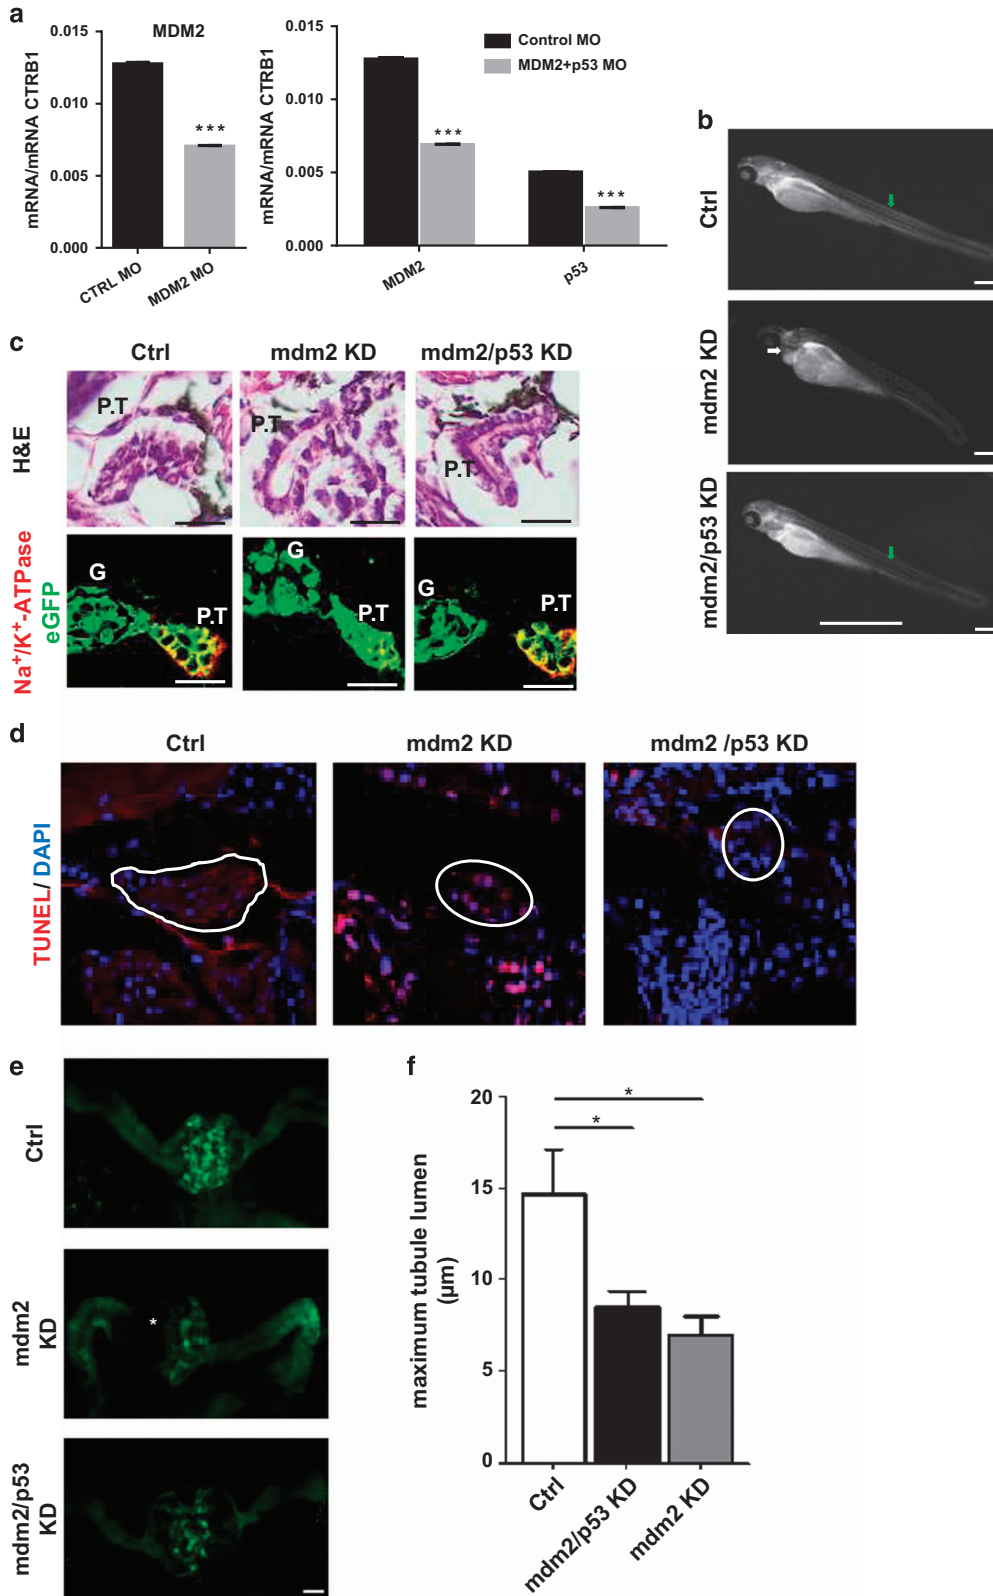 a
MDM2
mRNA/mRNA CTRB1
0.015
0.010
0.005
0.000
***
CTRL MO
MDM2 MO
mRNA/mRNA CTRB1
0.015
0.010
0.005
0.000
Control MO
MDM2+p53 MO
***
***
MDM2
p53
b
Ctrl
mdm2 KD
mdm2/p53 KD
c
Ctrl
mdm2 KD
mdm2/p53 KD
H&E
P.T
P.T
P.T
Na⁺/K⁺-ATPase
eGFP
G
P.T
G
P.T
G
P.T
d
Ctrl
mdm2 KD
mdm2 /p53 KD
TUNEL/ DAPI
e
Ctrl
mdm2
KD
*
mdm2/p53
KD
f
maximum tubule lumen
(µm)
20
15
10
5
0
*
*
Ctrl
mdm2/p53 KD
mdm2 KD